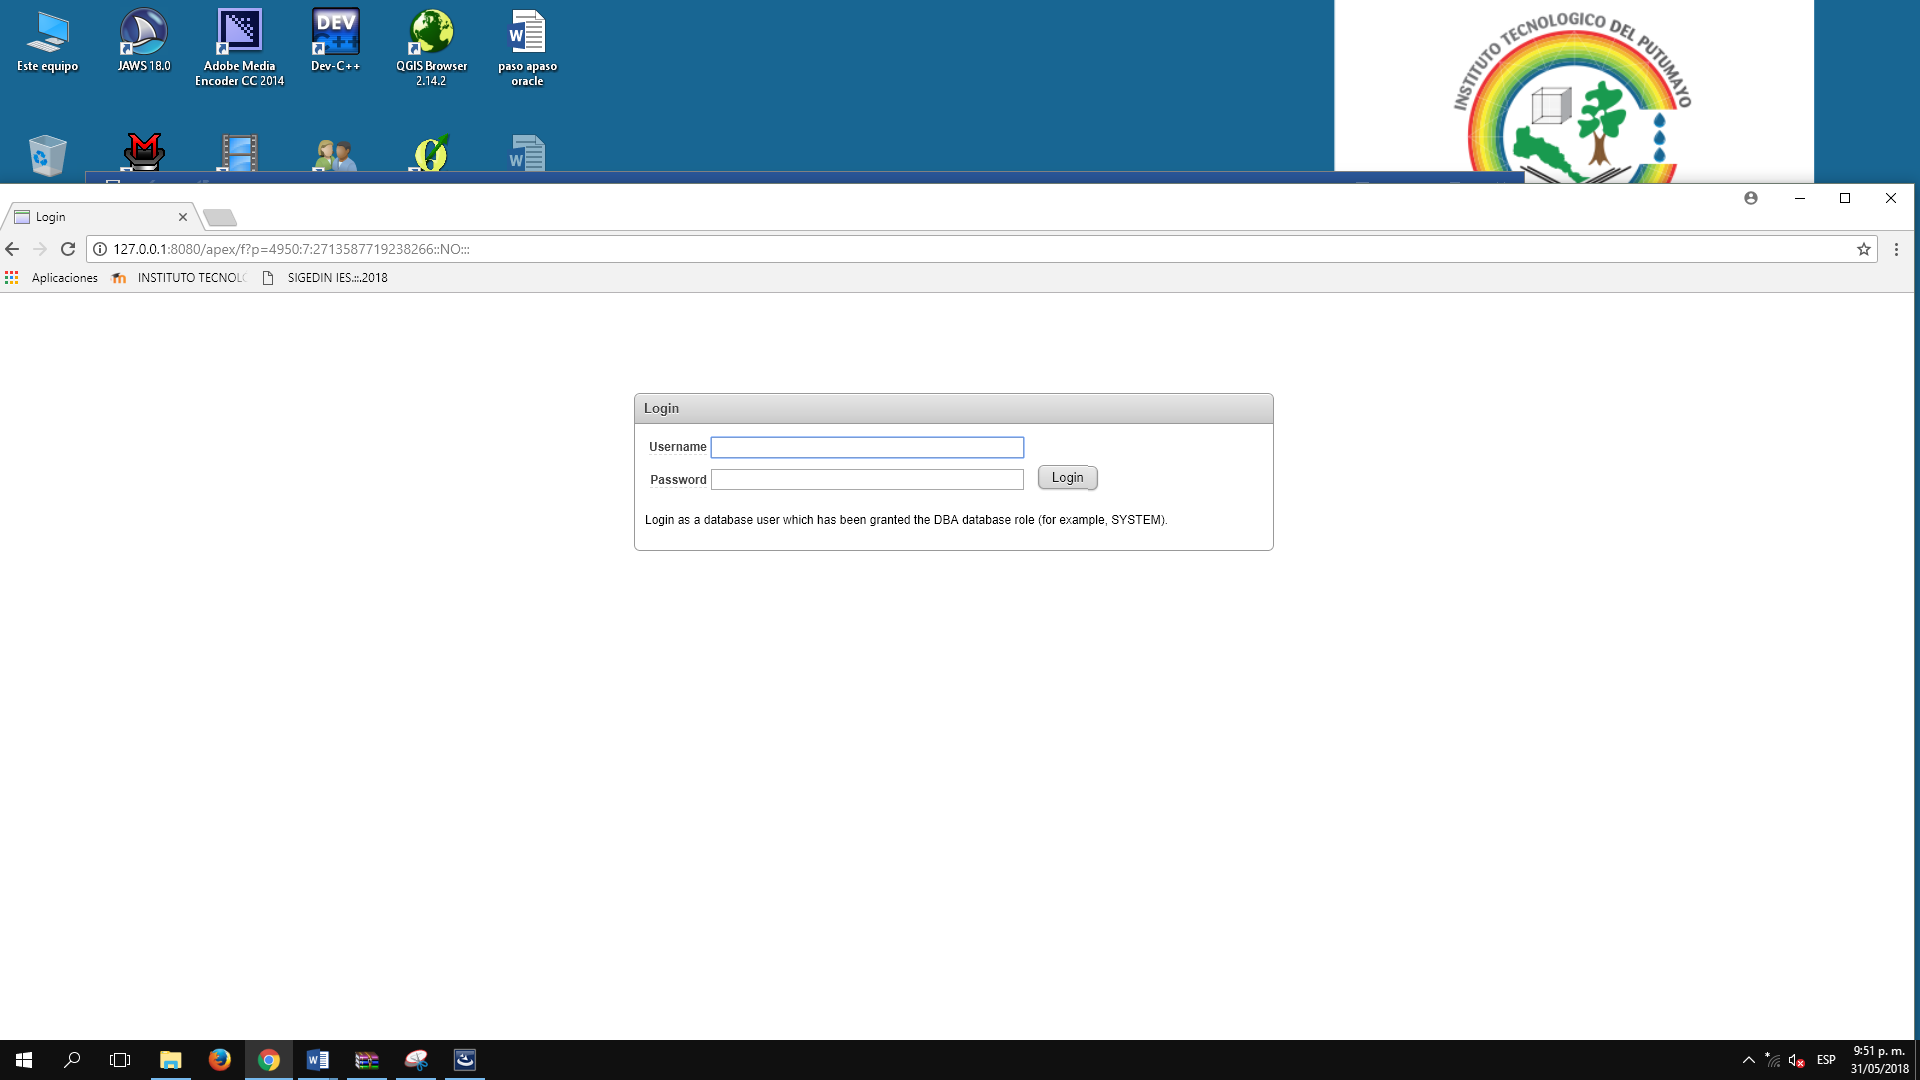 Este equipo
JAWS 18.0
Adobe Media
Encoder CC 2014
DEV
C++
Dev-C++
QGIS Browser
2.14.2
W
paso apaso
oracle
W
INSTITUTO TECNOLOGICO DEL PUTUMAYO
Login
127.0.0.1:8080/apex/f?p=4950:7:2713587719238266::NO:::
Aplicaciones
INSTITUTO TECNOLO
SIGEDIN IES.::.2018
Login
Username
Password
Login
Login as a database user which has been granted the DBA database role (for example, SYSTEM).
ESP
9:51 p. m.
31/05/2018